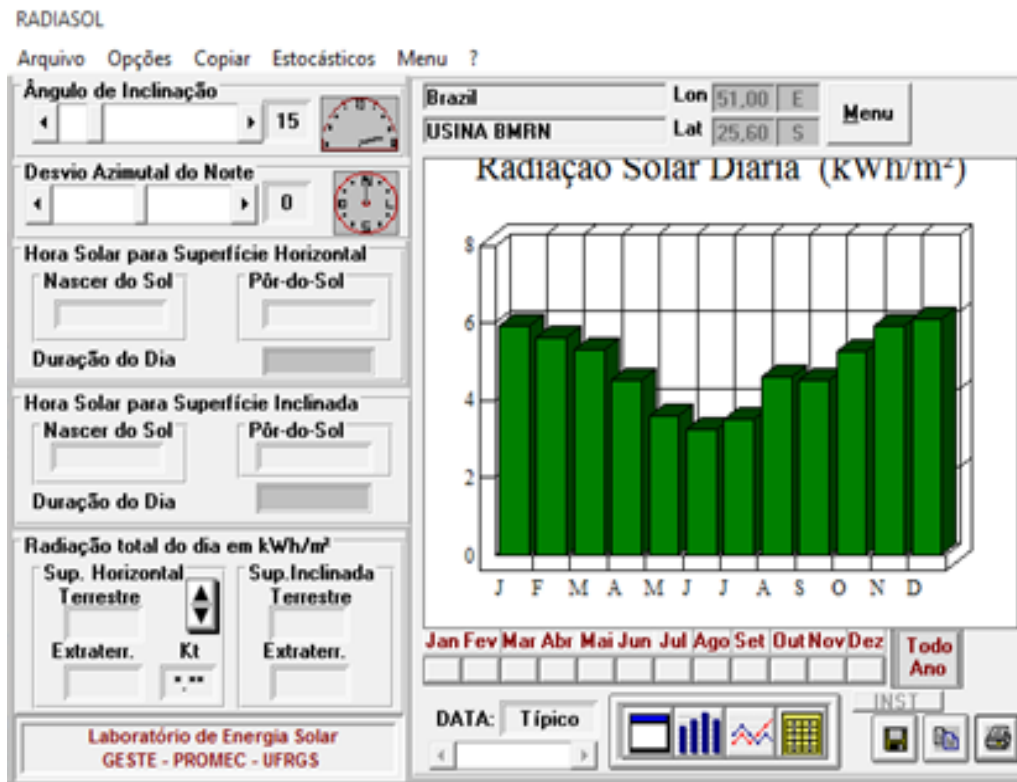 RADIASOL
Arquivo Opções Copiar Estocásticos Menu ?
Ângulo de Inclinação
15
Desvio Azimutal do Norte
0
Hora Solar para Superfície Horizontal
Nascer do Sol Pôr-do-Sol
Duração do Dia
Hora Solar para Superfície Inclinada
Nascer do Sol Pôr-do-Sol
Duração do Dia
Radiação total do dia em kWh/m²
Sup. Horizontal Sup.Inclinada
Terrestre Terrestre
Extraterr. Kt Extraterr.
*.**
Laboratório de Energia Solar
GESTE - PROMEC - UFRGS
Brazil Lon 51,00 E Menu
USINA BMRN Lat 25,60 S
Radiação Solar Diária (kWh/m²)
8
6
4
2
0
J F M A M J J A S O N D
Jan Fev Mar Abr Mai Jun Jul Ago Set Out Nov Dez
Todo
Ano
INST
DATA: Típico